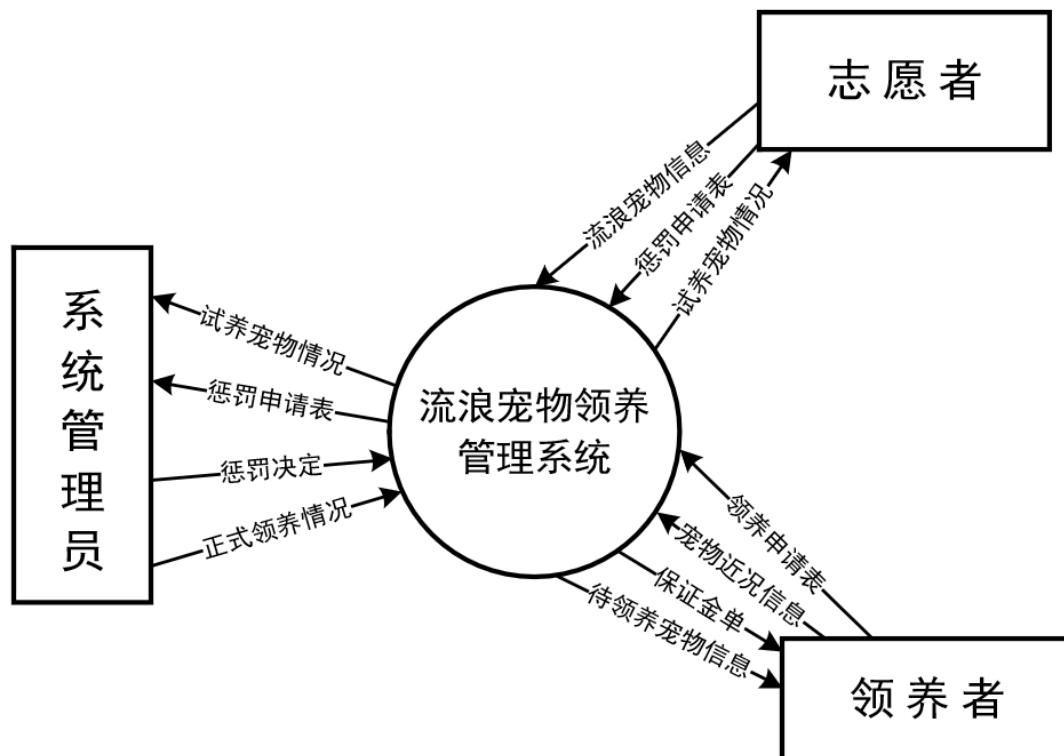 志愿者
流浪宠物信息
惩罚申请表
试养宠物情况
系统管理员
试养宠物情况
惩罚申请表
惩罚决定
正式领养情况
流浪宠物领养
管理系统
领养申请表
宠物近况信息
保证金单
待领养宠物信息
领养者